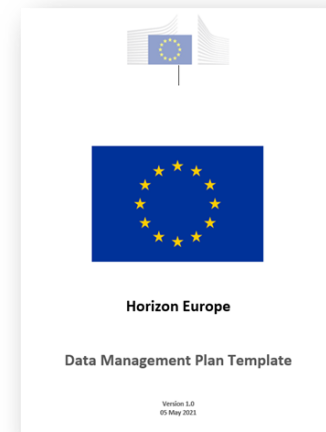 Horizon Europe
Data Management Plan Template
Version 1.0
05 May 2021